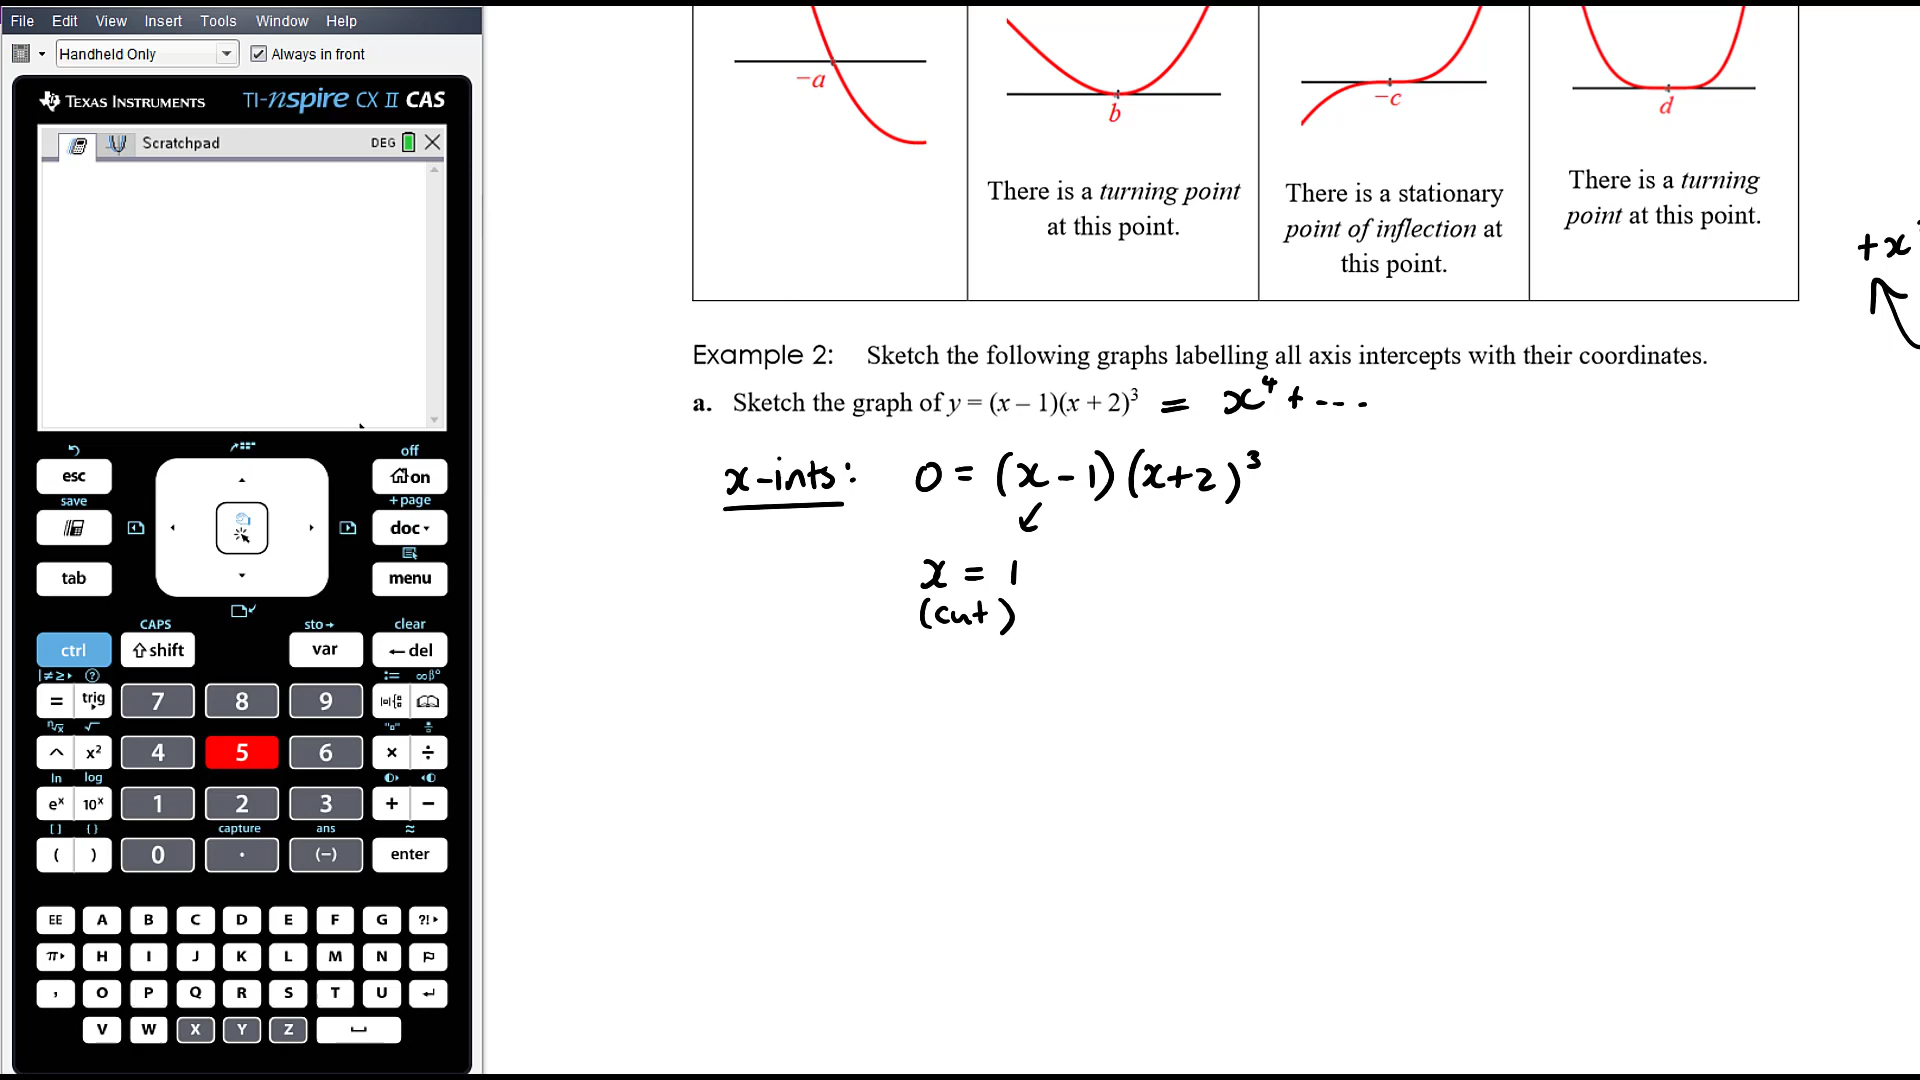 File Edit View Insert Tools Window Help
Handheld Only Always in front
TEXAS INSTRUMENTS TI-nspire CX II CAS
Scratchpad DEG
off
esc on
save + page
doc
tab menu
CAPS sto→ clear
ctrl ⇧shift var ←del
|≠≥▸ := ∞β°
= trig 7 8 9
ⁿ√x √
^ x² 4 5 6 × ÷
ln log
eˣ 10ˣ 1 2 3 + −
[ ] { } capture ans ≈
( ) 0 . (−) enter
EE A B C D E F G ?!▸
π▸ H I J K L M N
, O P Q R S T U ↵
V W X Y Z
−a
b
−c
d
There is a turning point
at this point.
There is a stationary
point of inflection at
this point.
There is a turning
point at this point.
+x
Example 2: Sketch the following graphs labelling all axis intercepts with their coordinates.
a. Sketch the graph of y = (x – 1)(x + 2)³ = x⁴ + ---
x-ints: 0 = (x - 1)(x+2)³
x = 1
(cut)